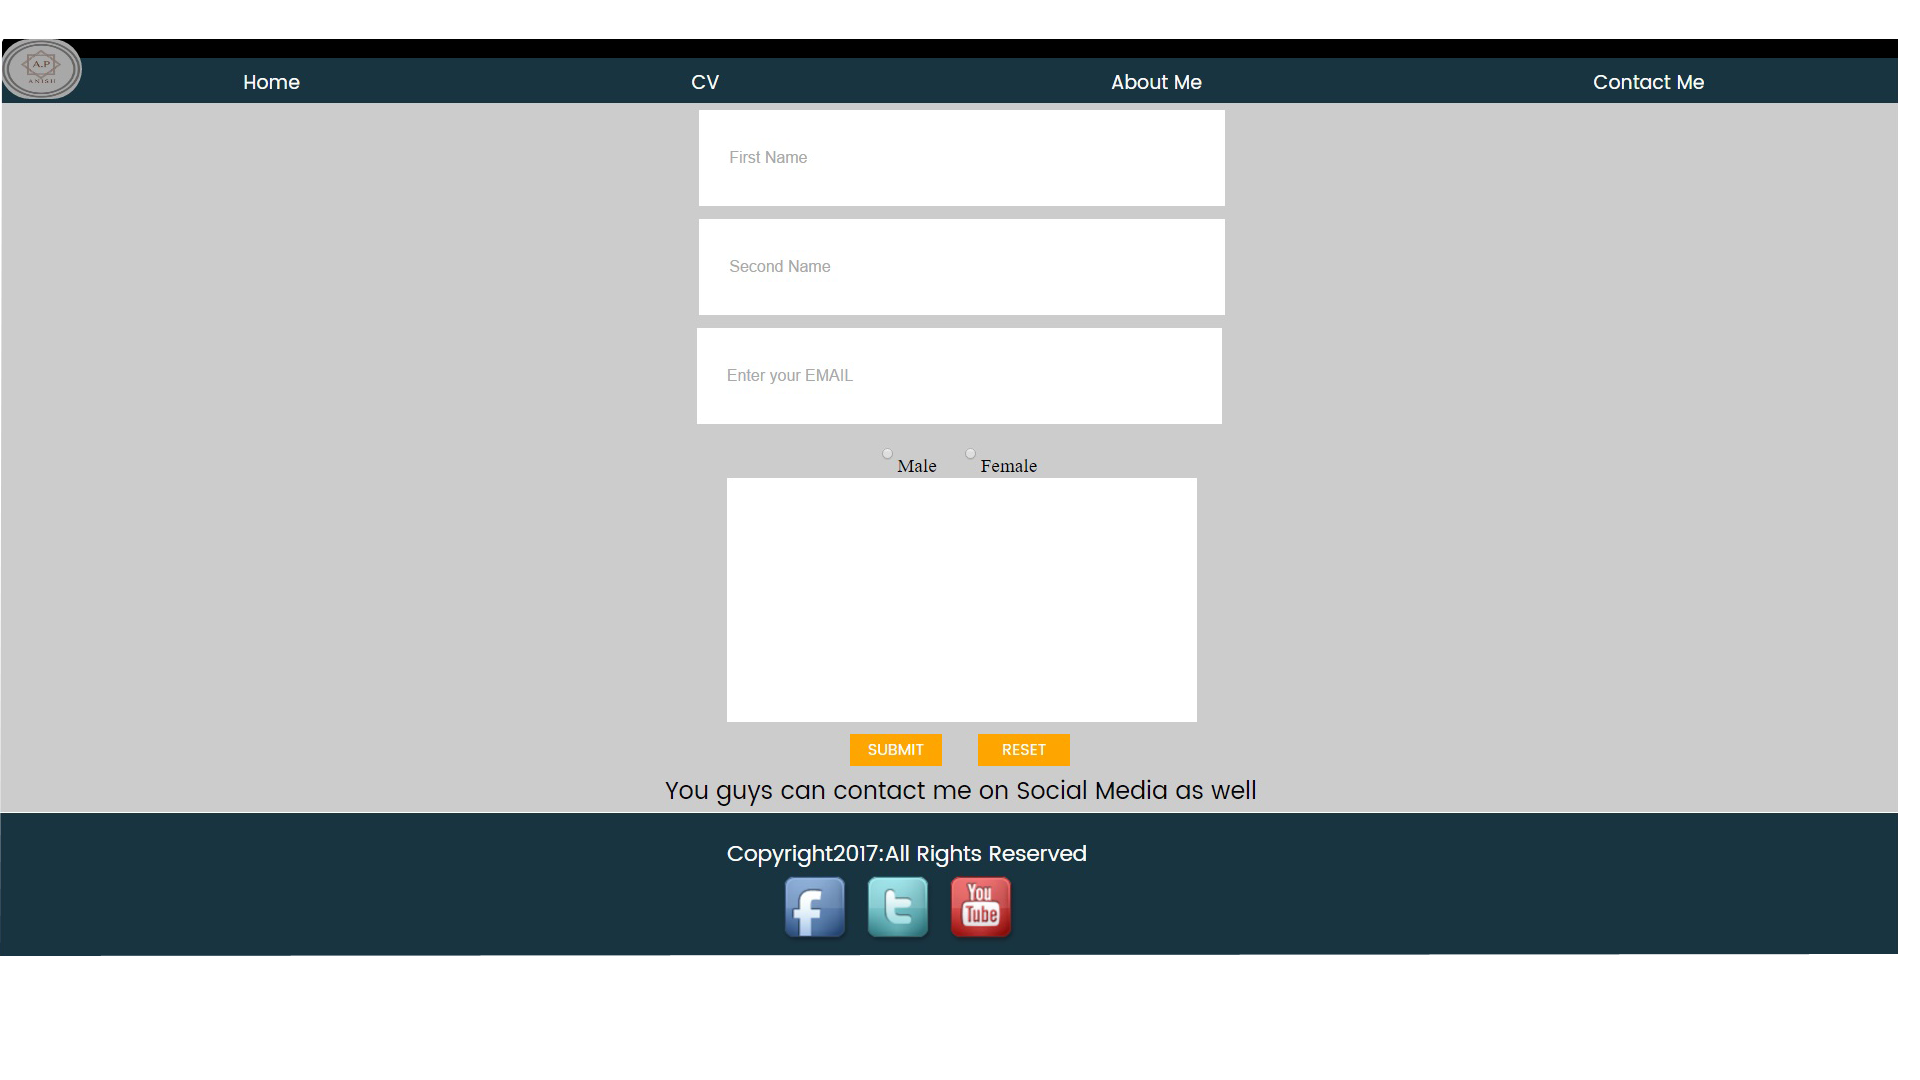 A.P
ANISH
Home CV About Me Contact Me
First Name
Second Name
Enter your EMAIL
Male Female
SUBMIT RESET
You guys can contact me on Social Media as well
Copyright2017:All Rights Reserved
f t You Tube